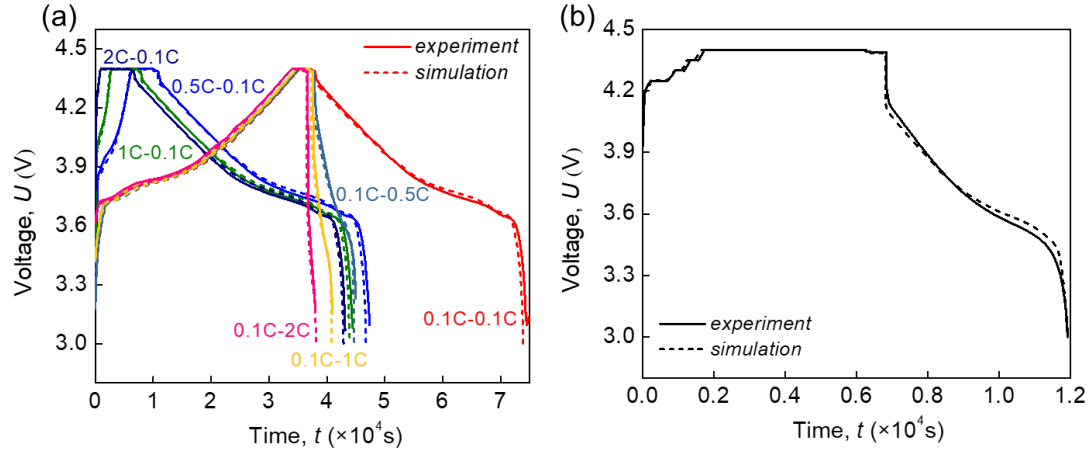 (a)
4.5
4.2
3.9
3.6
3.3
3.0
Voltage, U (V)
2C-0.1C
0.5C-0.1C
1C-0.1C
0.1C-0.5C
0.1C-2C
0.1C-1C
0.1C-0.1C
experiment
simulation
0 1 2 3 4 5 6 7
Time, t (×10⁴s)
(b)
4.5
4.2
3.9
3.6
3.3
3.0
Voltage, U (V)
experiment
simulation
0.0 0.2 0.4 0.6 0.8 1.0 1.2
Time, t (×10⁴s)